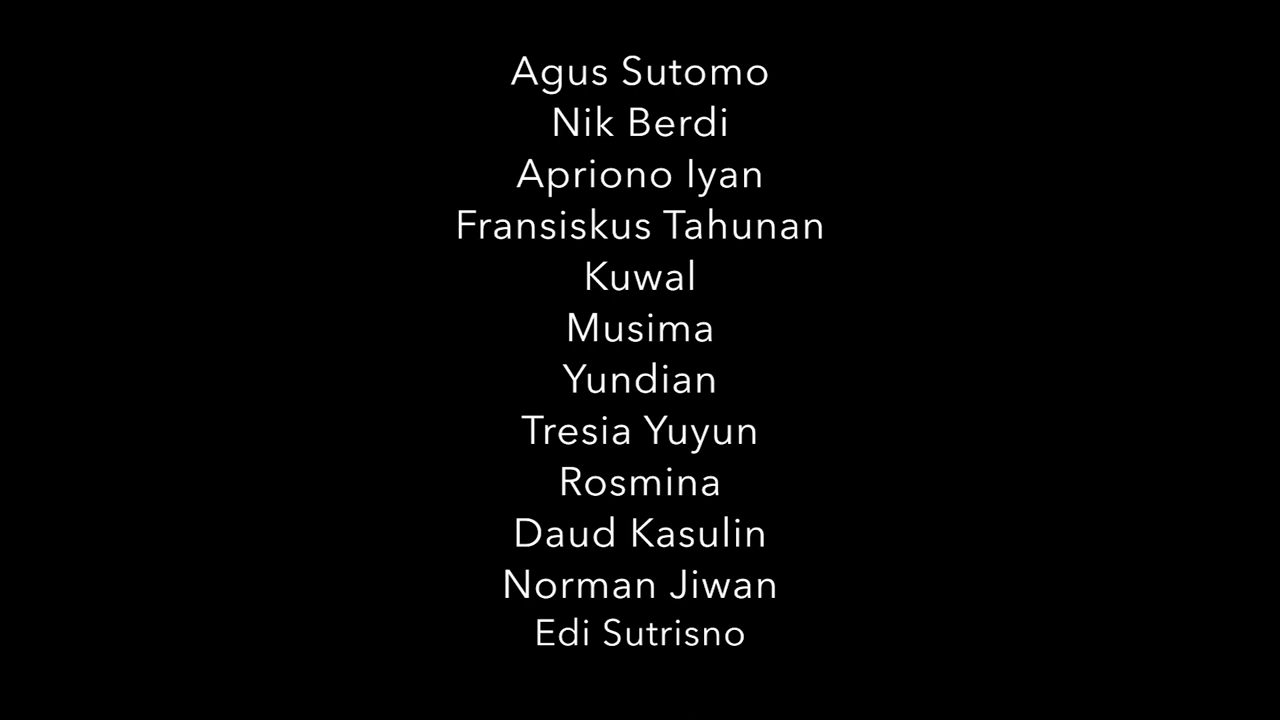 Agus Sutomo
Nik Berdi
Apriono Iyan
Fransiskus Tahunan
Kuwal
Musima
Yundian
Tresia Yuyun
Rosmina
Daud Kasulin
Norman Jiwan
Edi Sutrisno